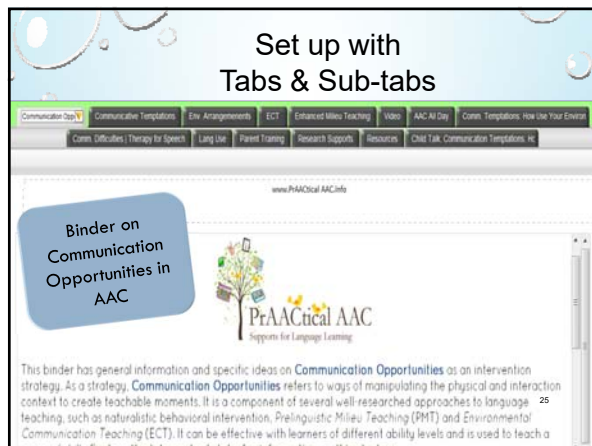 Set up with
Tabs & Sub-tabs
Communication Opp Communicative Temptations Env. Arrangements ECT Enhanced Milieu Teaching Video AAC All Day Comm. Temptations: How Use Your Environ
Comm. Difficulties | Therapy for Speech Lang Use Parent Training Research Supports Resources Child Talk: Communication Temptations:
www.PrAACtical AAC.info
Binder on
Communication
Opportunities in
AAC
PrAACtical AAC
Supports for Language Learning
This binder has general information and specific ideas on Communication Opportunities as an intervention
strategy. As a strategy, Communication Opportunities refers to ways of manipulating the physical and interaction
context to create teachable moments. It is a component of several well-researched approaches to language
25
teaching, such as naturalistic behavioral intervention, Prelinguistic Milieu Teaching (PMT) and Environmental
Communication Teaching (ECT). It can be effective with learners of different ability levels and is used to teach a